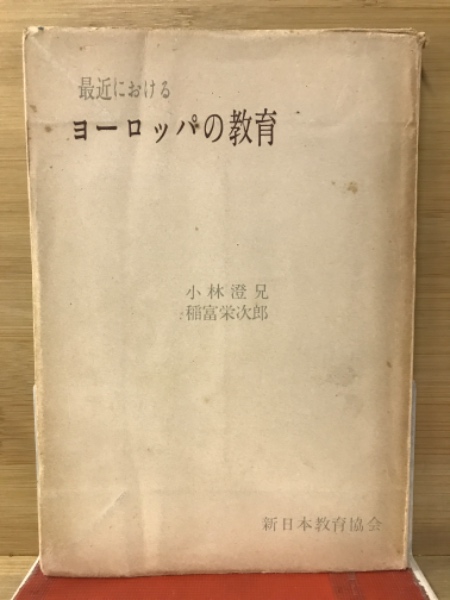 最近における
ヨーロッパの教育
小林澄兄
稲富栄次郎
新日本教育協会